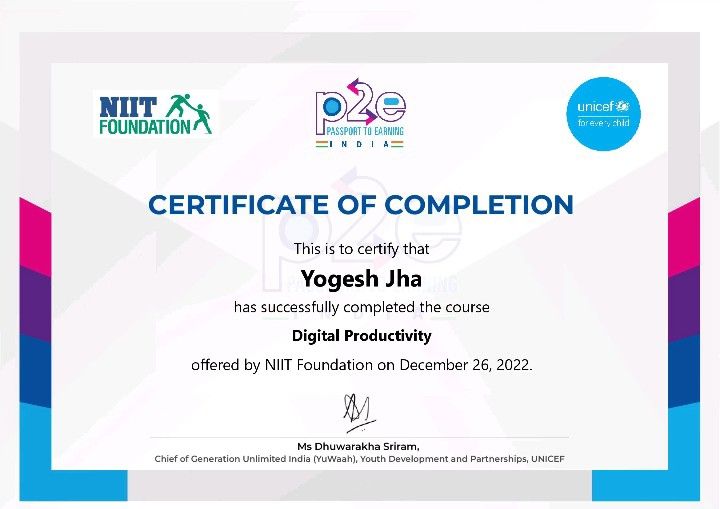 NIIT
FOUNDATION
p2e
PASSPORT TO EARNING
INDIA
unicef
for every child
CERTIFICATE OF COMPLETION
This is to certify that
Yogesh Jha
has successfully completed the course
Digital Productivity
offered by NIIT Foundation on December 26, 2022.
Ms Dhuwarakha Sriram,
Chief of Generation Unlimited India (YuWaah), Youth Development and Partnerships, UNICEF